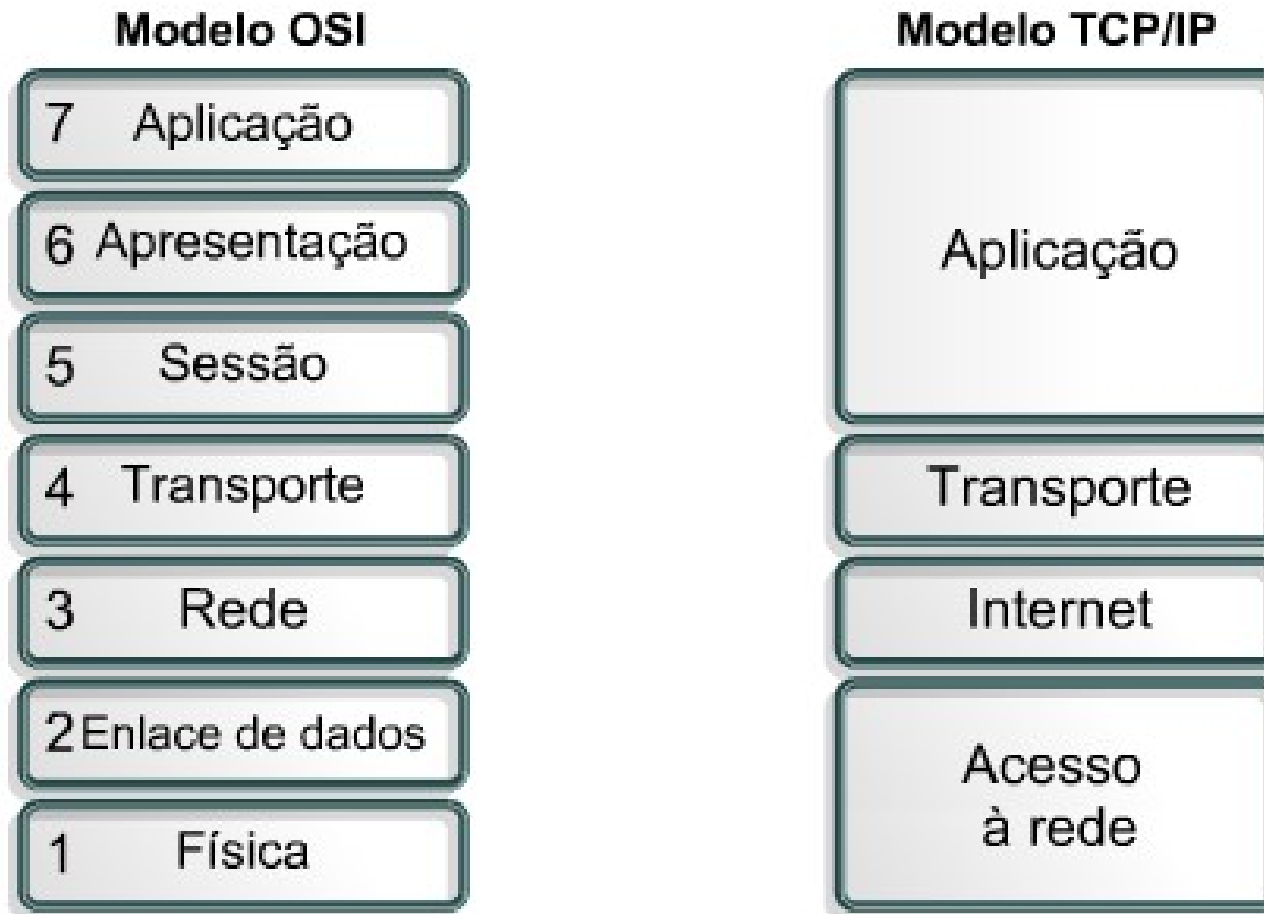 Modelo OSI
7 Aplicação
6 Apresentação
5 Sessão
4 Transporte
3 Rede
2 Enlace de dados
1 Física
Modelo TCP/IP
Aplicação
Transporte
Internet
Acesso
à rede